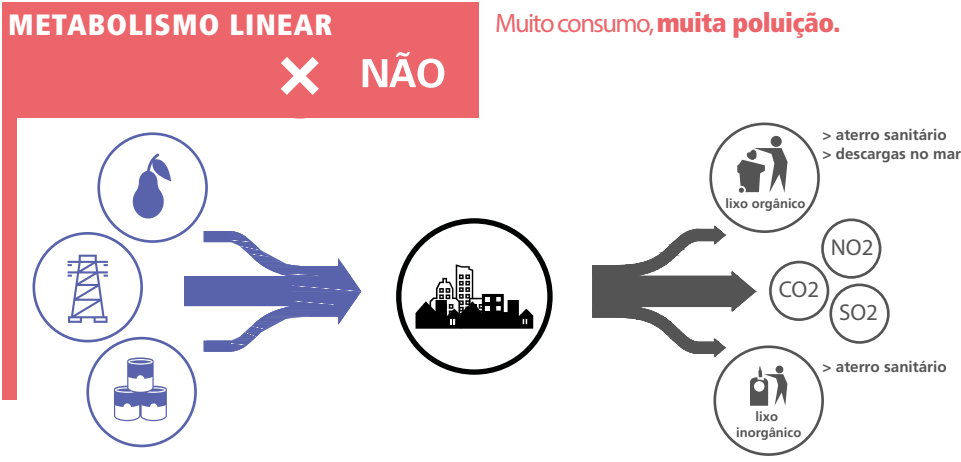 METABOLISMO LINEAR
NÃO
Muito consumo, muita poluição.
> aterro sanitário
> descargas no mar
lixo orgânico
NO2
CO2
SO2
> aterro sanitário
lixo
inorgânico